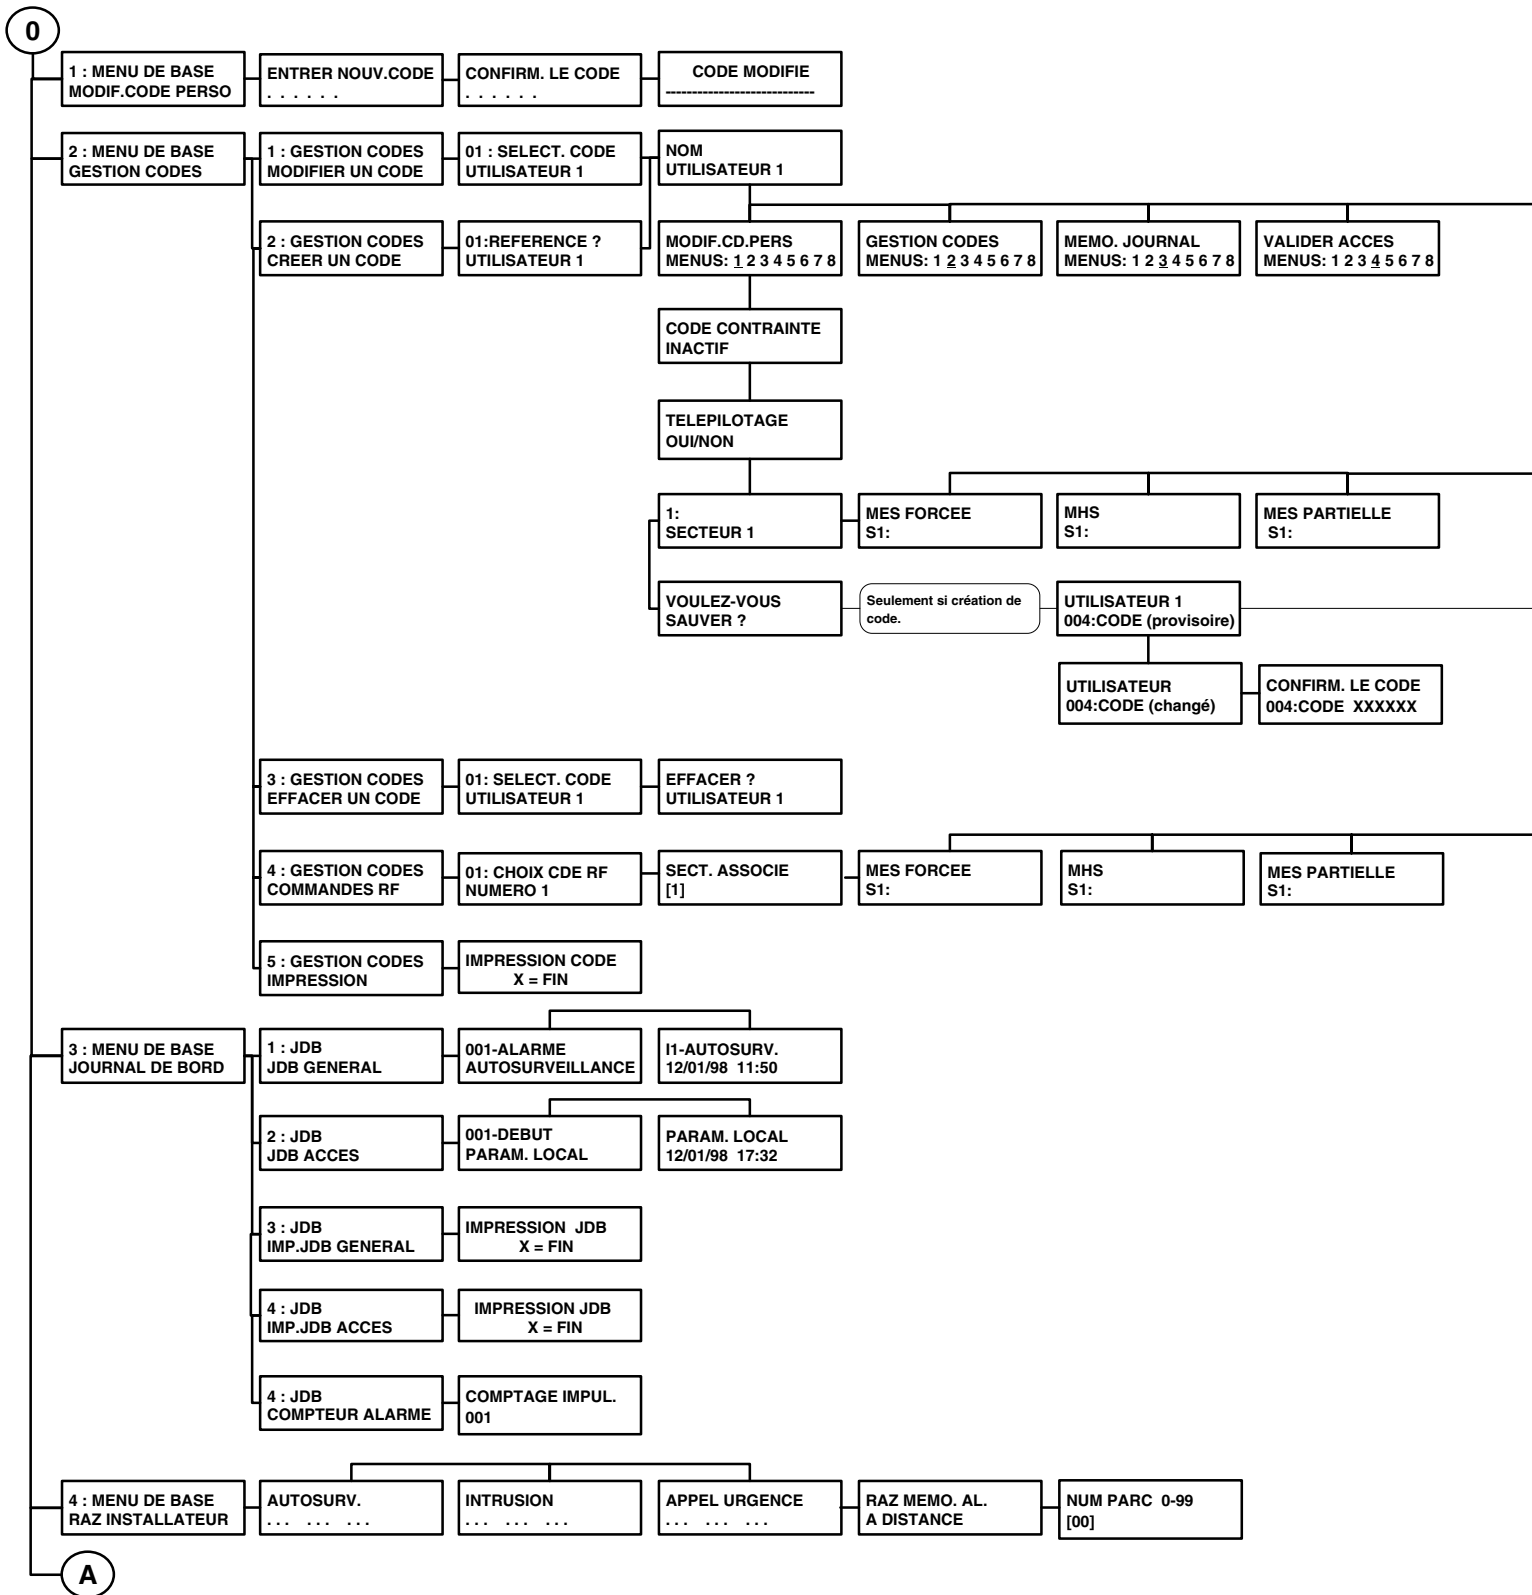 0
1 : MENU DE BASE
MODIF.CODE PERSO
ENTRER NOUV.CODE
. . . . . .
CONFIRM. LE CODE
. . . . . .
CODE MODIFIE
-----------------------------
2 : MENU DE BASE
GESTION CODES
1 : GESTION CODES
MODIFIER UN CODE
01 : SELECT. CODE
UTILISATEUR 1
NOM
UTILISATEUR 1
2 : GESTION CODES
CREER UN CODE
01:REFERENCE ?
UTILISATEUR 1
MODIF.CD.PERS
MENUS: 1 2 3 4 5 6 7 8
GESTION CODES
MENUS: 1 2 3 4 5 6 7 8
MEMO. JOURNAL
MENUS: 1 2 3 4 5 6 7 8
VALIDER ACCES
MENUS: 1 2 3 4 5 6 7 8
CODE CONTRAINTE
INACTIF
TELEPILOTAGE
OUI/NON
1:
SECTEUR 1
MES FORCEE
S1:
MHS
S1:
MES PARTIELLE
S1:
VOULEZ-VOUS
SAUVER ?
Seulement si création de
code.
UTILISATEUR 1
004:CODE (provisoire)
UTILISATEUR
004:CODE (changé)
CONFIRM. LE CODE
004:CODE XXXXXX
3 : GESTION CODES
EFFACER UN CODE
01: SELECT. CODE
UTILISATEUR 1
EFFACER ?
UTILISATEUR 1
4 : GESTION CODES
COMMANDES RF
01: CHOIX CDE RF
NUMERO 1
SECT. ASSOCIE
[1]
MES FORCEE
S1:
MHS
S1:
MES PARTIELLE
S1:
5 : GESTION CODES
IMPRESSION
IMPRESSION CODE
X = FIN
3 : MENU DE BASE
JOURNAL DE BORD
1 : JDB
JDB GENERAL
001-ALARME
AUTOSURVEILLANCE
I1-AUTOSURV.
12/01/98 11:50
2 : JDB
JDB ACCES
001-DEBUT
PARAM. LOCAL
PARAM. LOCAL
12/01/98 17:32
3 : JDB
IMP.JDB GENERAL
IMPRESSION JDB
X = FIN
4 : JDB
IMP.JDB ACCES
IMPRESSION JDB
X = FIN
4 : JDB
COMPTEUR ALARME
COMPTAGE IMPUL.
001
4 : MENU DE BASE
RAZ INSTALLATEUR
AUTOSURV.
. . . . . . . . .
INTRUSION
. . . . . . . . .
APPEL URGENCE
. . . . . . . . .
RAZ MEMO. AL.
A DISTANCE
NUM PARC 0-99
[00]
A